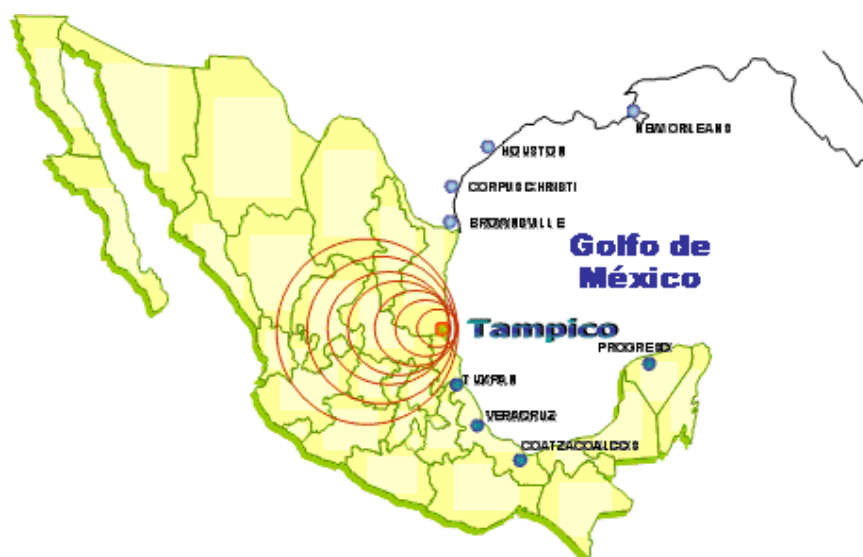 NEW ORLEANS
HOUSTON
CORPUS CHRISTI
BROWNSVILLE
Golfo de
México
Tampico
PROGRESO
TUXPAN
VERACRUZ
COATZACOALCOS